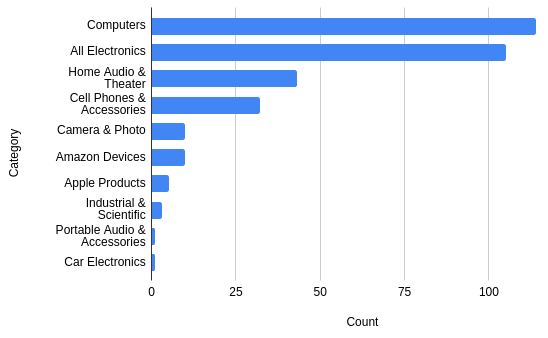 Computers
All Electronics
Home Audio &
Theater
Cell Phones &
Accessories
Camera & Photo
Amazon Devices
Apple Products
Industrial &
Scientific
Portable Audio &
Accessories
Car Electronics
Category
0 25 50 75 100
Count